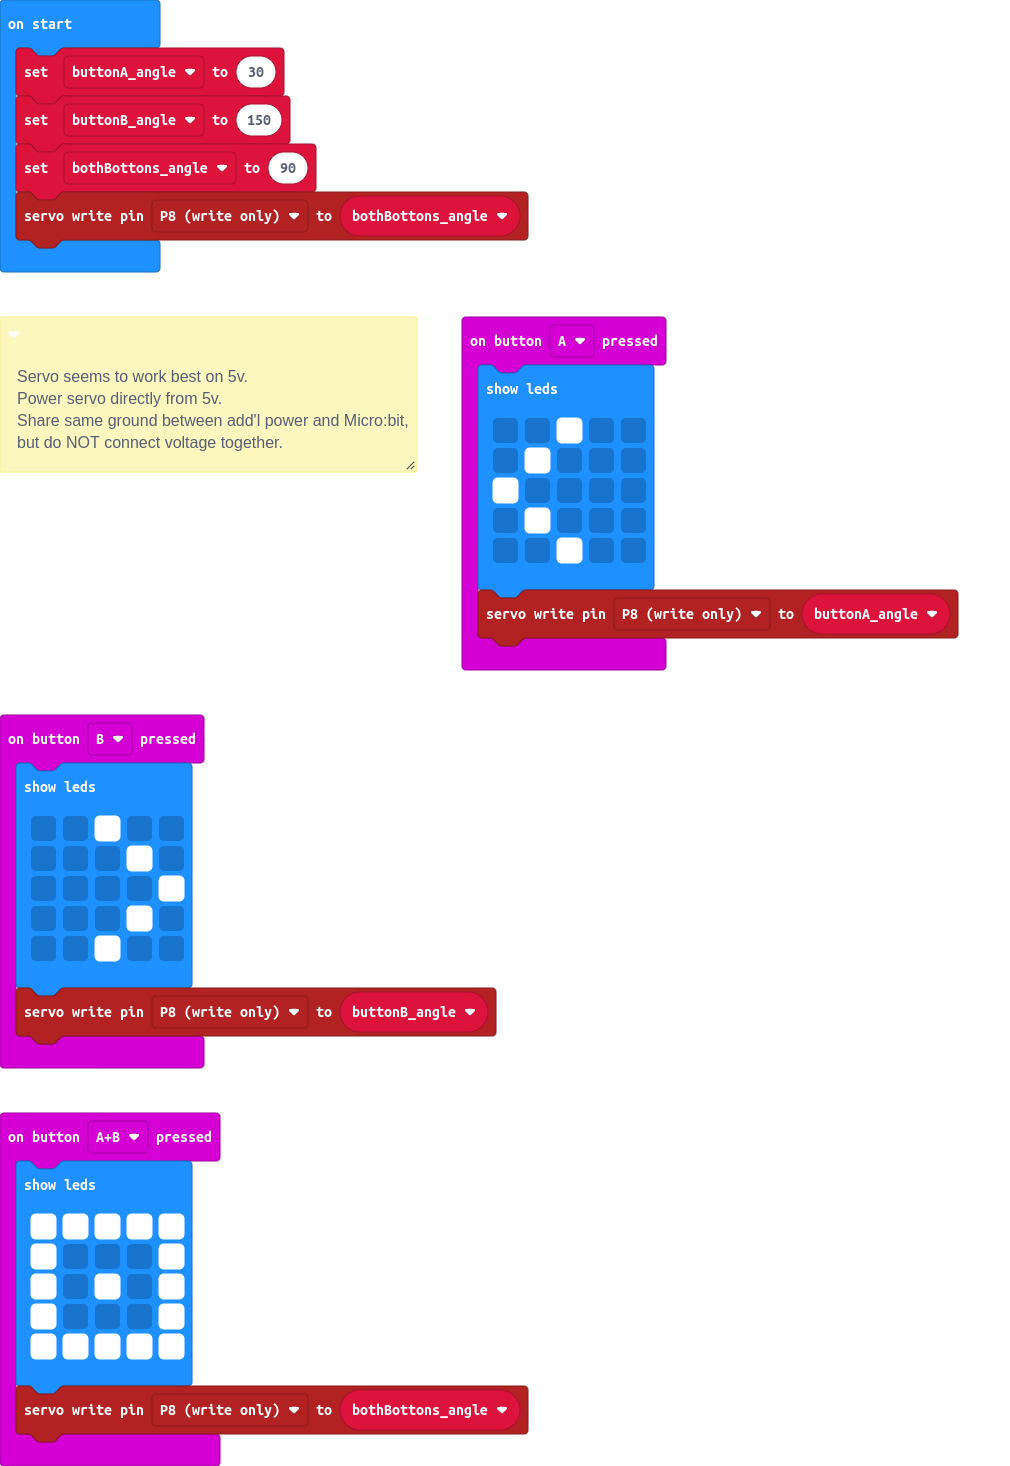 on start
set buttonA_angle to 30
set buttonB_angle to 150
set bothBottons_angle to 90
servo write pin P8 (write only) to bothBottons_angle
Servo seems to work best on 5v.
Power servo directly from 5v.
Share same ground between add'l power and Micro:bit,
but do NOT connect voltage together.
on button A pressed
show leds
servo write pin P8 (write only) to buttonA_angle
on button B pressed
show leds
servo write pin P8 (write only) to buttonB_angle
on button A+B pressed
show leds
servo write pin P8 (write only) to bothBottons_angle